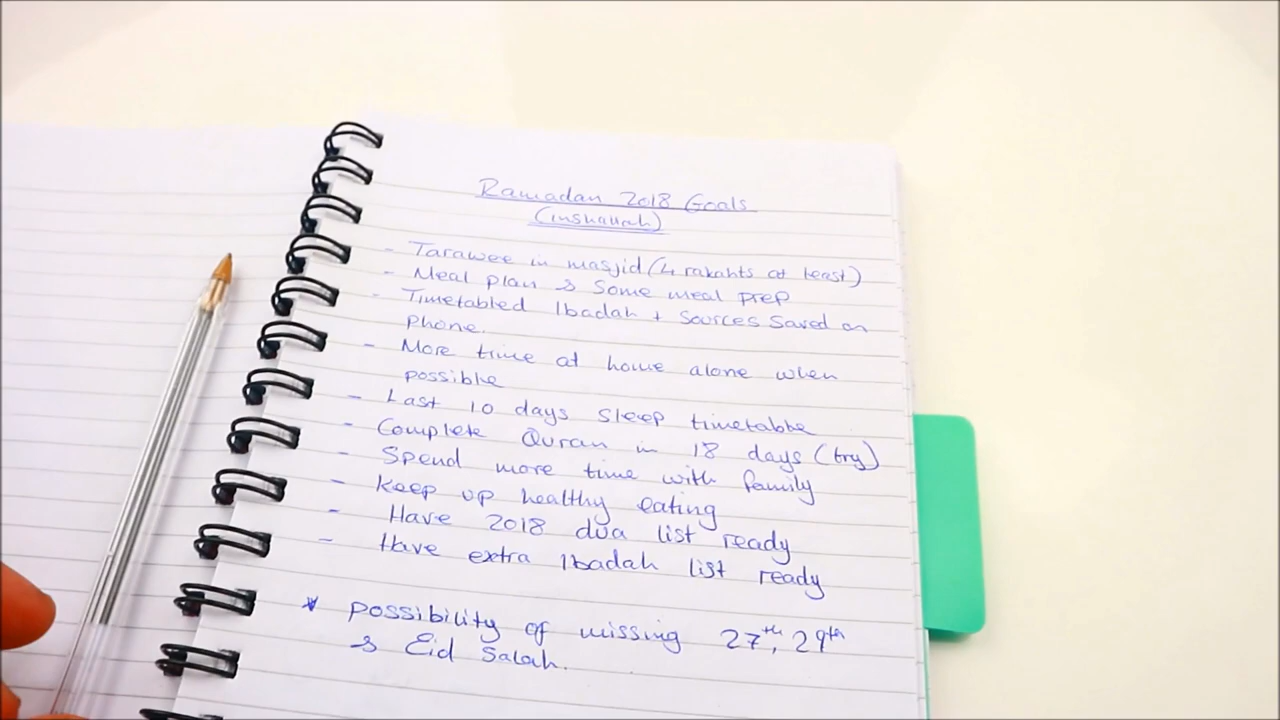 Ramadan 2018 Goals
(inshallah)
- Tarawee in masjid (4 rakahts at least)
- Meal plan & Some meal prep
- Timetabled Ibadah + Sources Saved on
phone.
- More time at home alone when
possible
- Last 10 days sleep timetable
- Complete Quran in 18 days (try)
- Spend more time with family
- Keep up healthy eating
- Have 2018 dua list ready
- Have extra Ibadah list ready
* possibility of missing 27th, 29th
& Eid Salah.